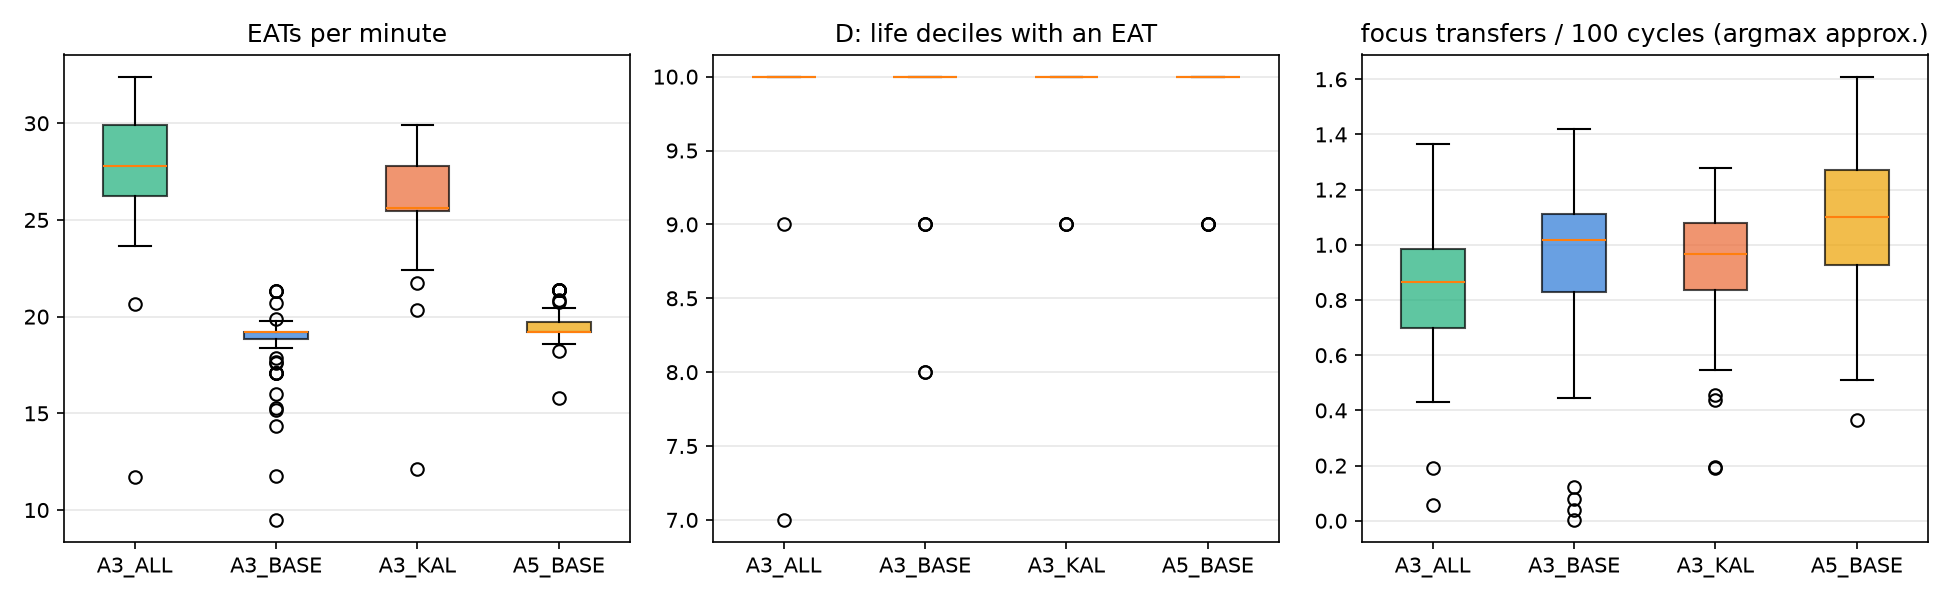 EATs per minute
30
25
20
15
10
A3_ALL
A3_BASE
A3_KAL
A5_BASE
D: life deciles with an EAT
10.0
9.5
9.0
8.5
8.0
7.5
7.0
A3_ALL
A3_BASE
A3_KAL
A5_BASE
focus transfers / 100 cycles (argmax approx.)
1.6
1.4
1.2
1.0
0.8
0.6
0.4
0.2
0.0
A3_ALL
A3_BASE
A3_KAL
A5_BASE